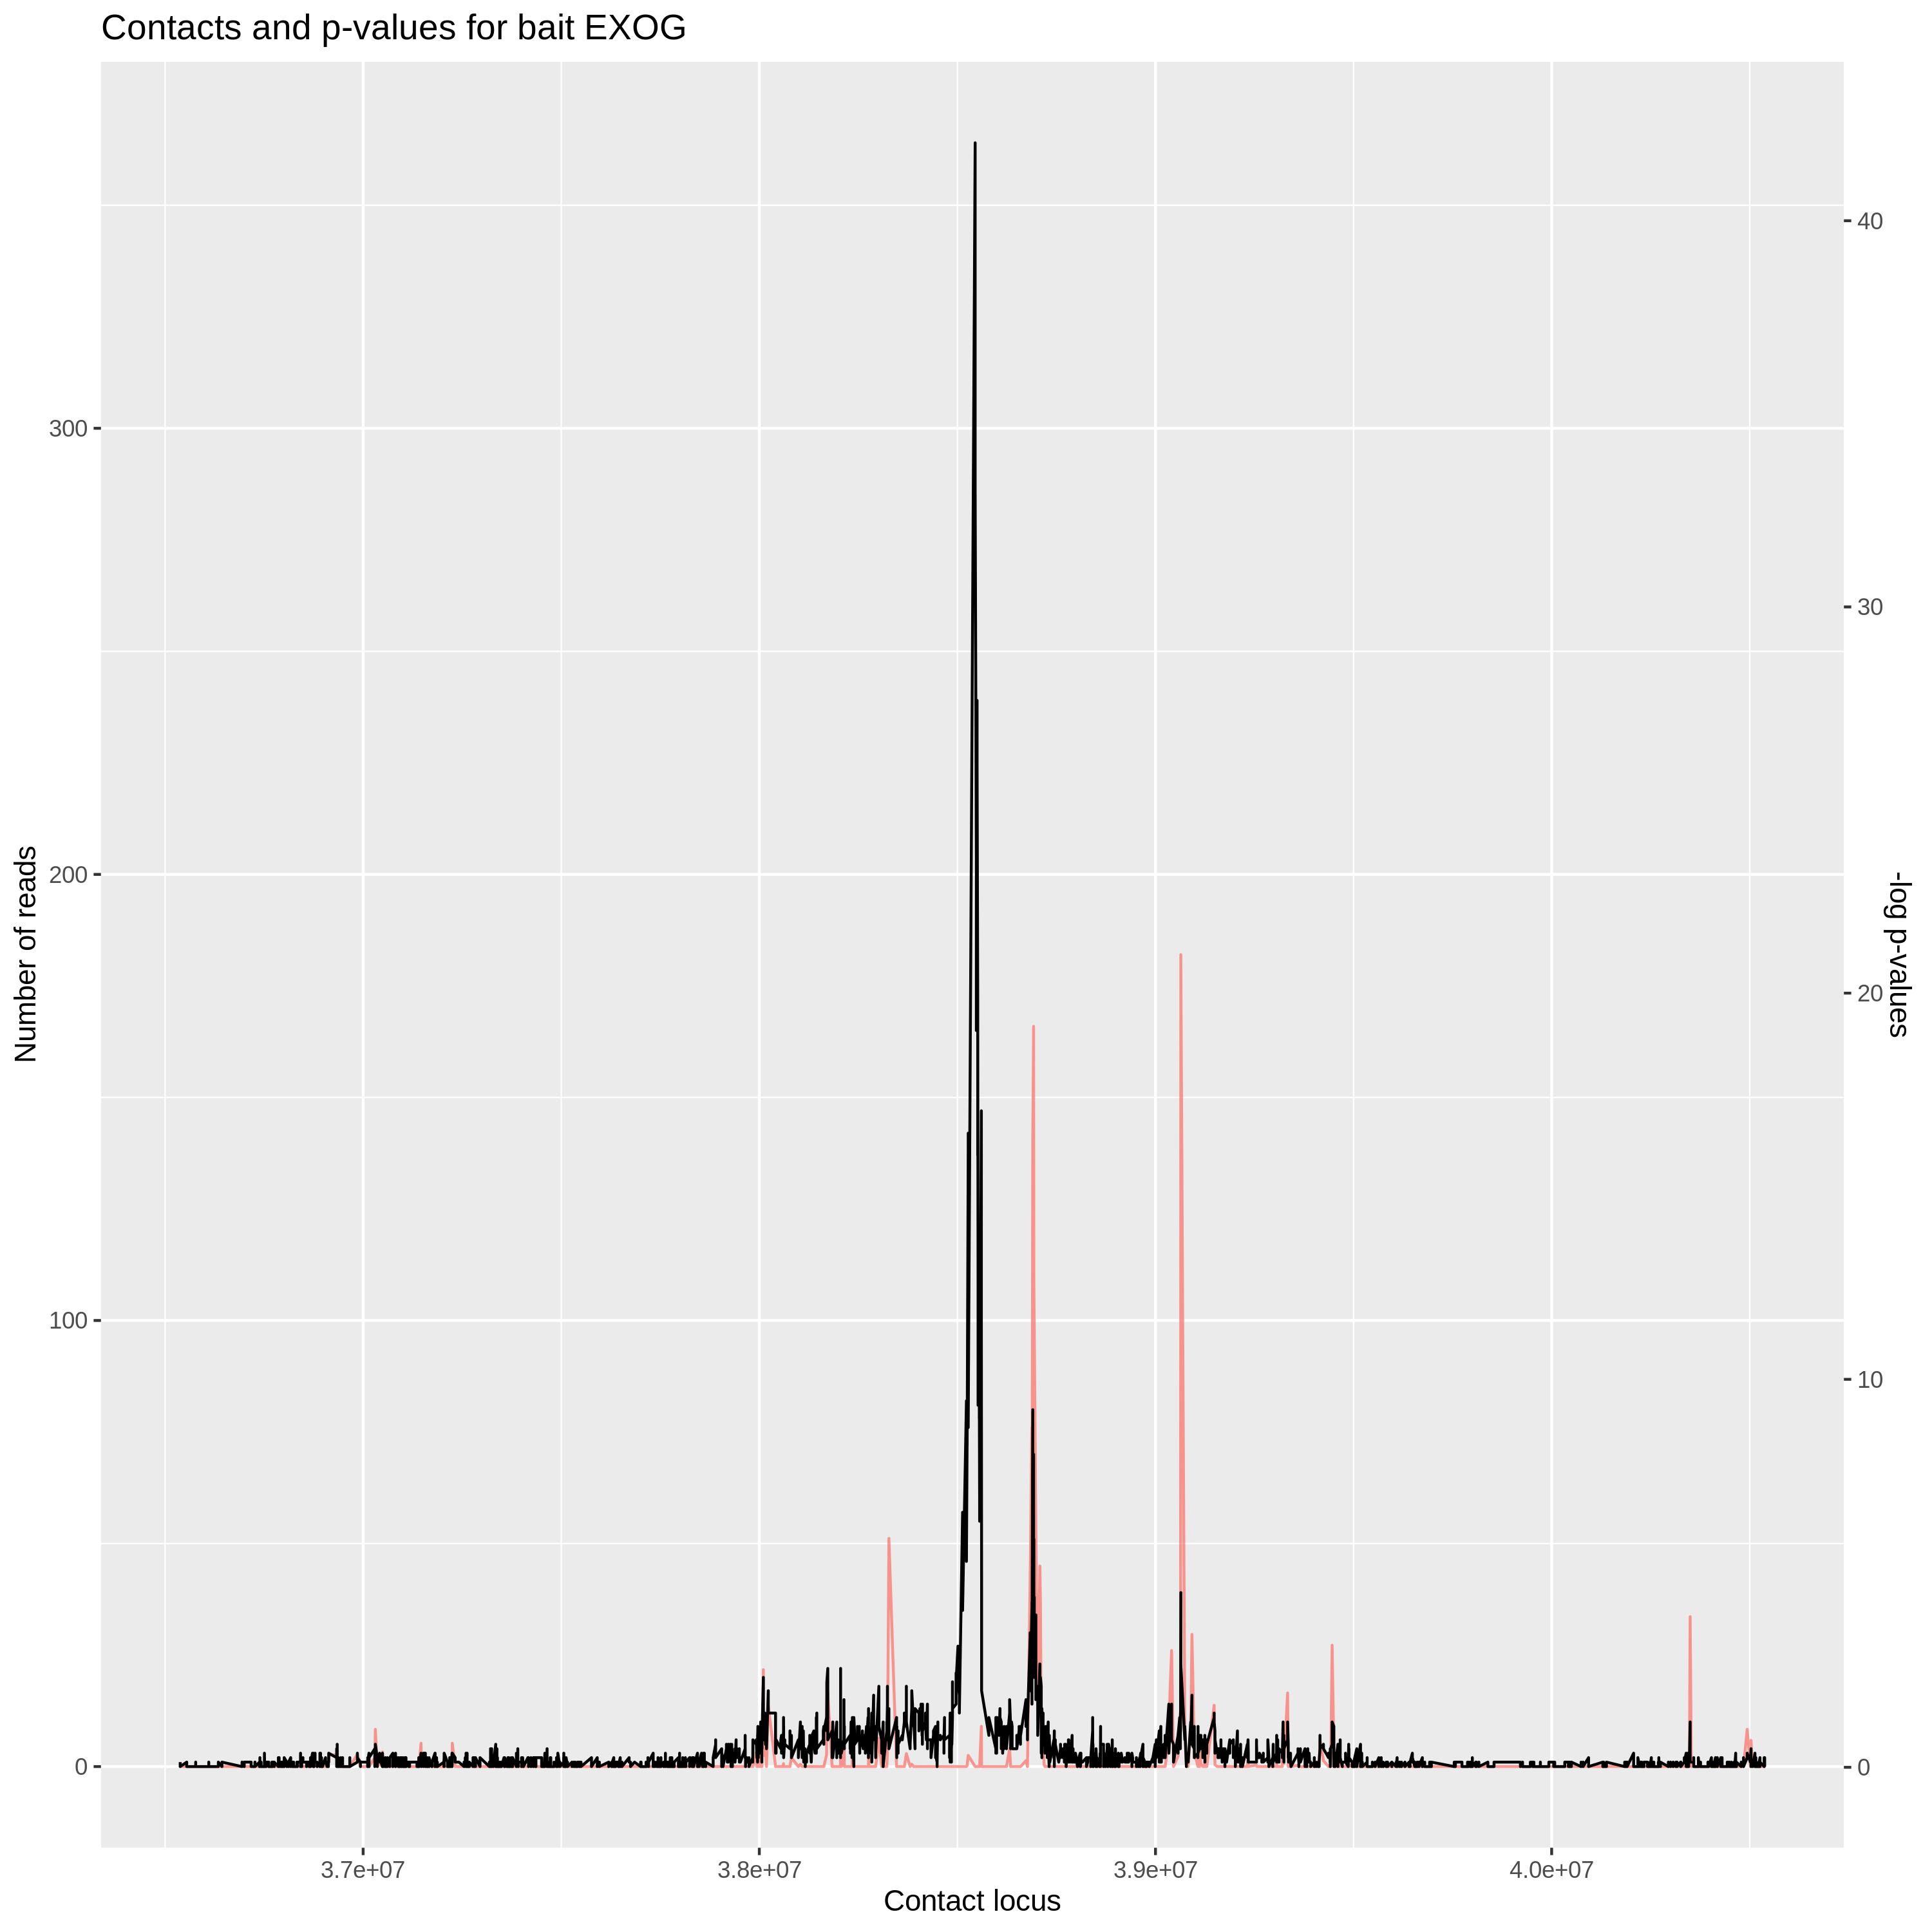 Contacts and p-values for bait EXOG
Number of reads
300
200
100
0
40
30
20
10
0
-log p-values
3.7e+07
3.8e+07
3.9e+07
4.0e+07
Contact locus